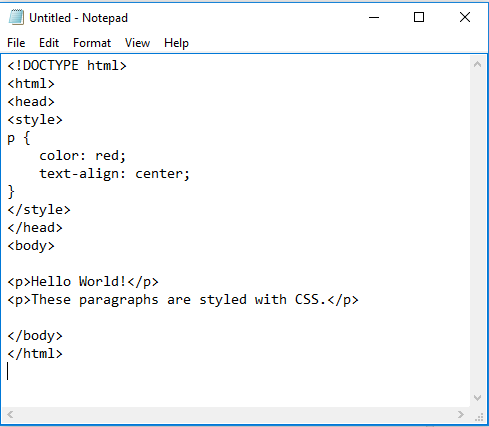 Untitled - Notepad
File Edit Format View Help
<!DOCTYPE html>
<html>
<head>
<style>
p {
    color: red;
    text-align: center;
}
</style>
</head>
<body>

<p>Hello World!</p>
<p>These paragraphs are styled with CSS.</p>

</body>
</html>